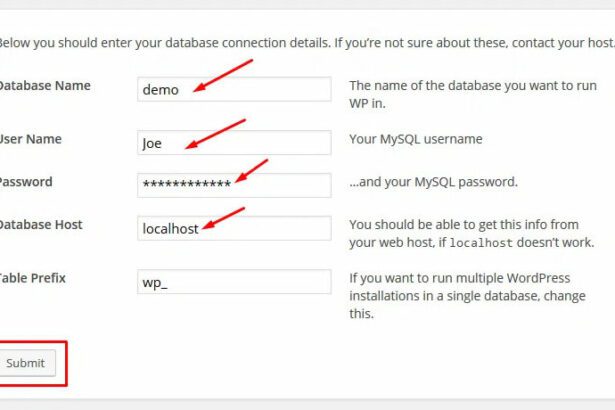 Below you should enter your database connection details. If you're not sure about these, contact your host.
Database Name
demo
The name of the database you want to run
WP in.
User Name
Joe
Your MySQL username
Password
************
...and your MySQL password.
Database Host
localhost
You should be able to get this info from
your web host, if localhost doesn't work.
Table Prefix
wp_
If you want to run multiple WordPress
installations in a single database, change
this.
Submit